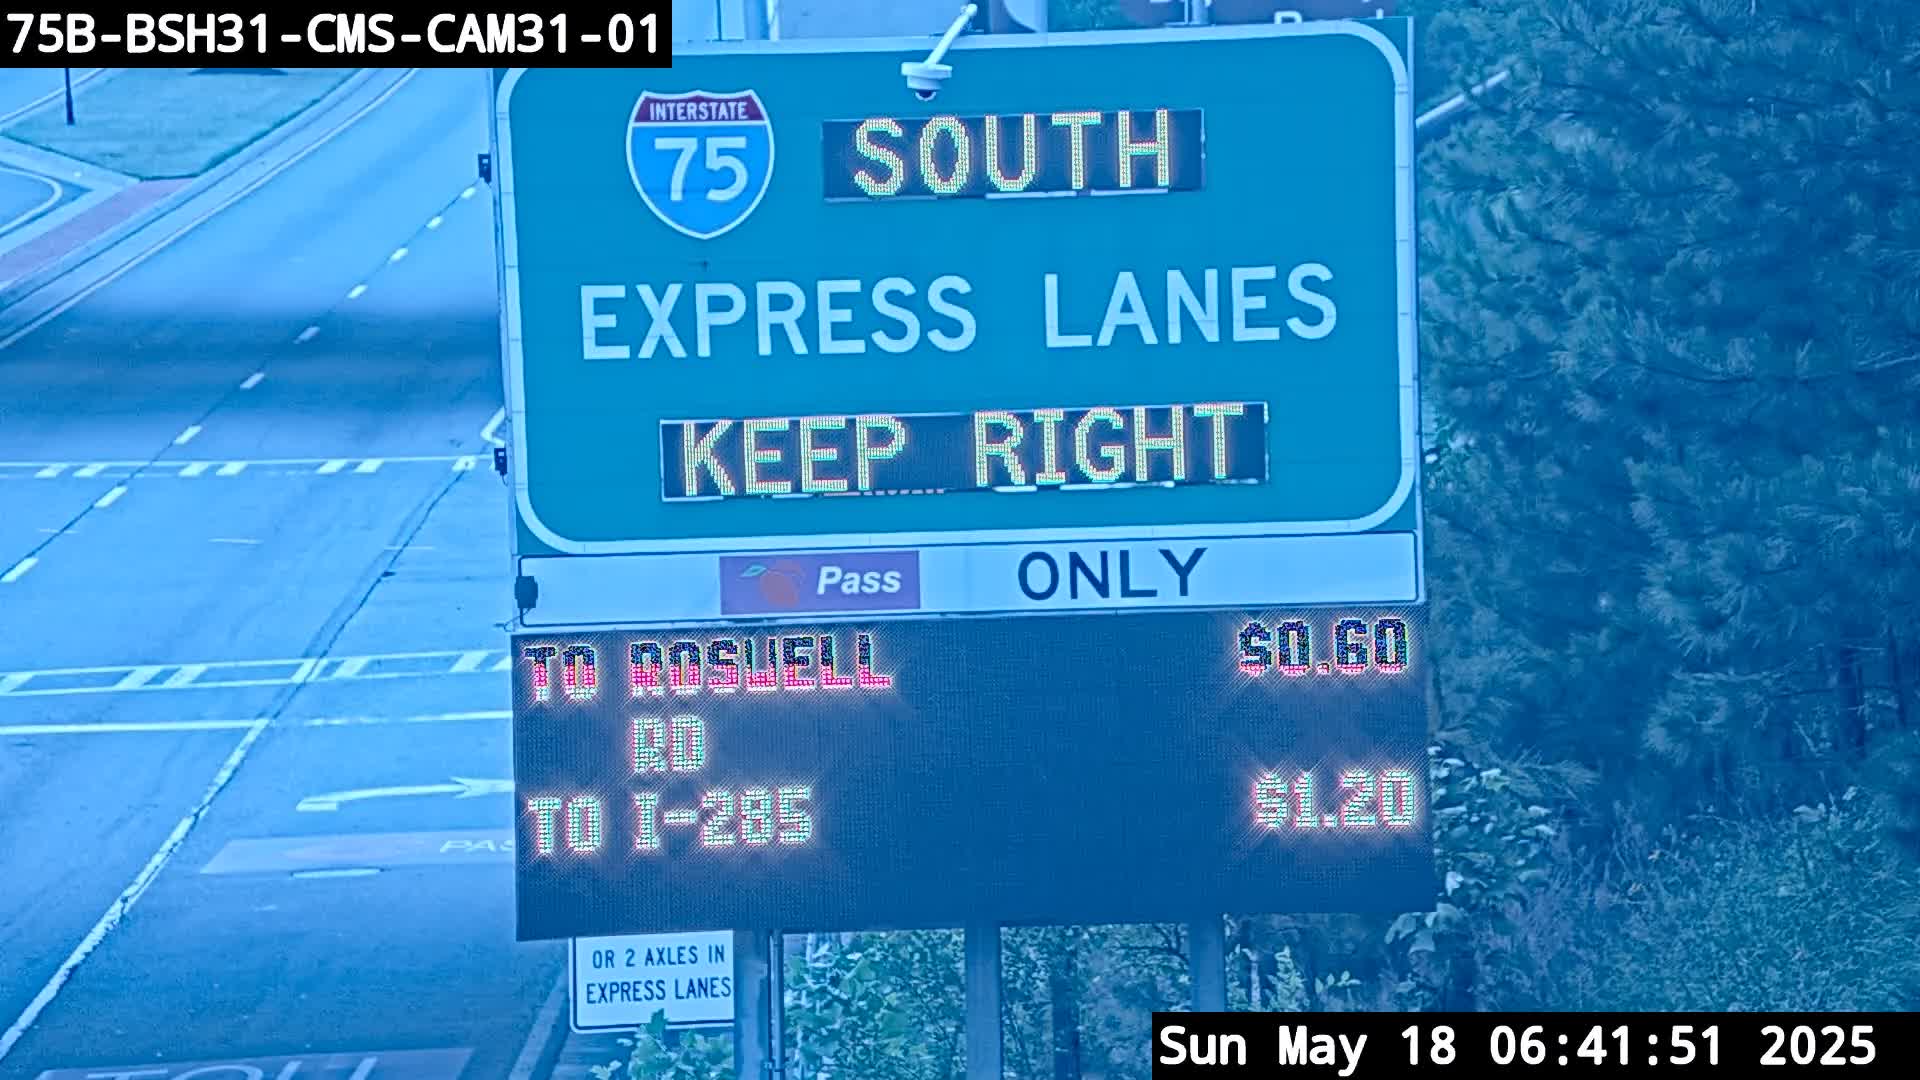 75B-BSH31-CMS-CAM31-01
INTERSTATE
75
SOUTH
EXPRESS LANES
KEEP RIGHT
Pass ONLY
TO ROSWELL $0.60
RD
TO I-285 $1.20
OR 2 AXLES IN
EXPRESS LANES
TOLL
Sun May 18 06:41:51 2025